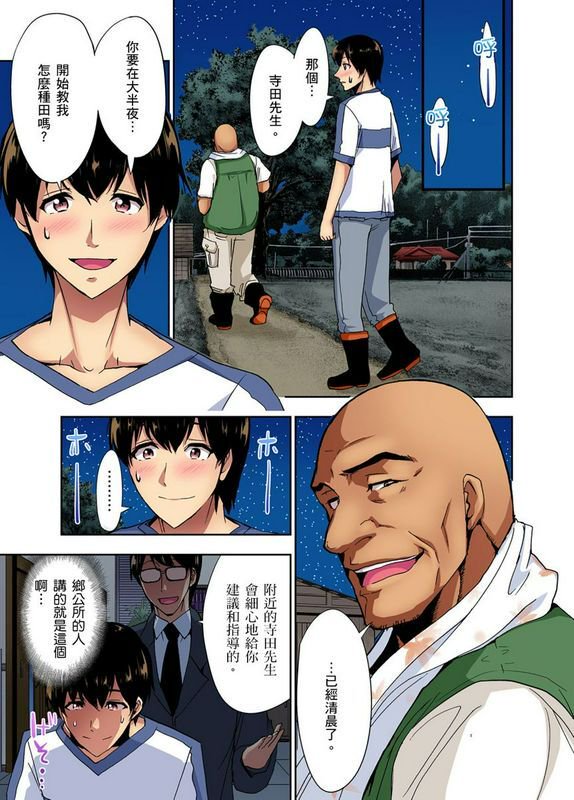 呼
呼
那個…
寺田先生。
你要在大半夜…
開始教我
怎麼種田嗎？
…已經清晨了。
………
ホー
ホー
附近的寺田先生
會細心地給你
建議和指導的。
鄉公所的人
講的就是這個
啊…
げそ…